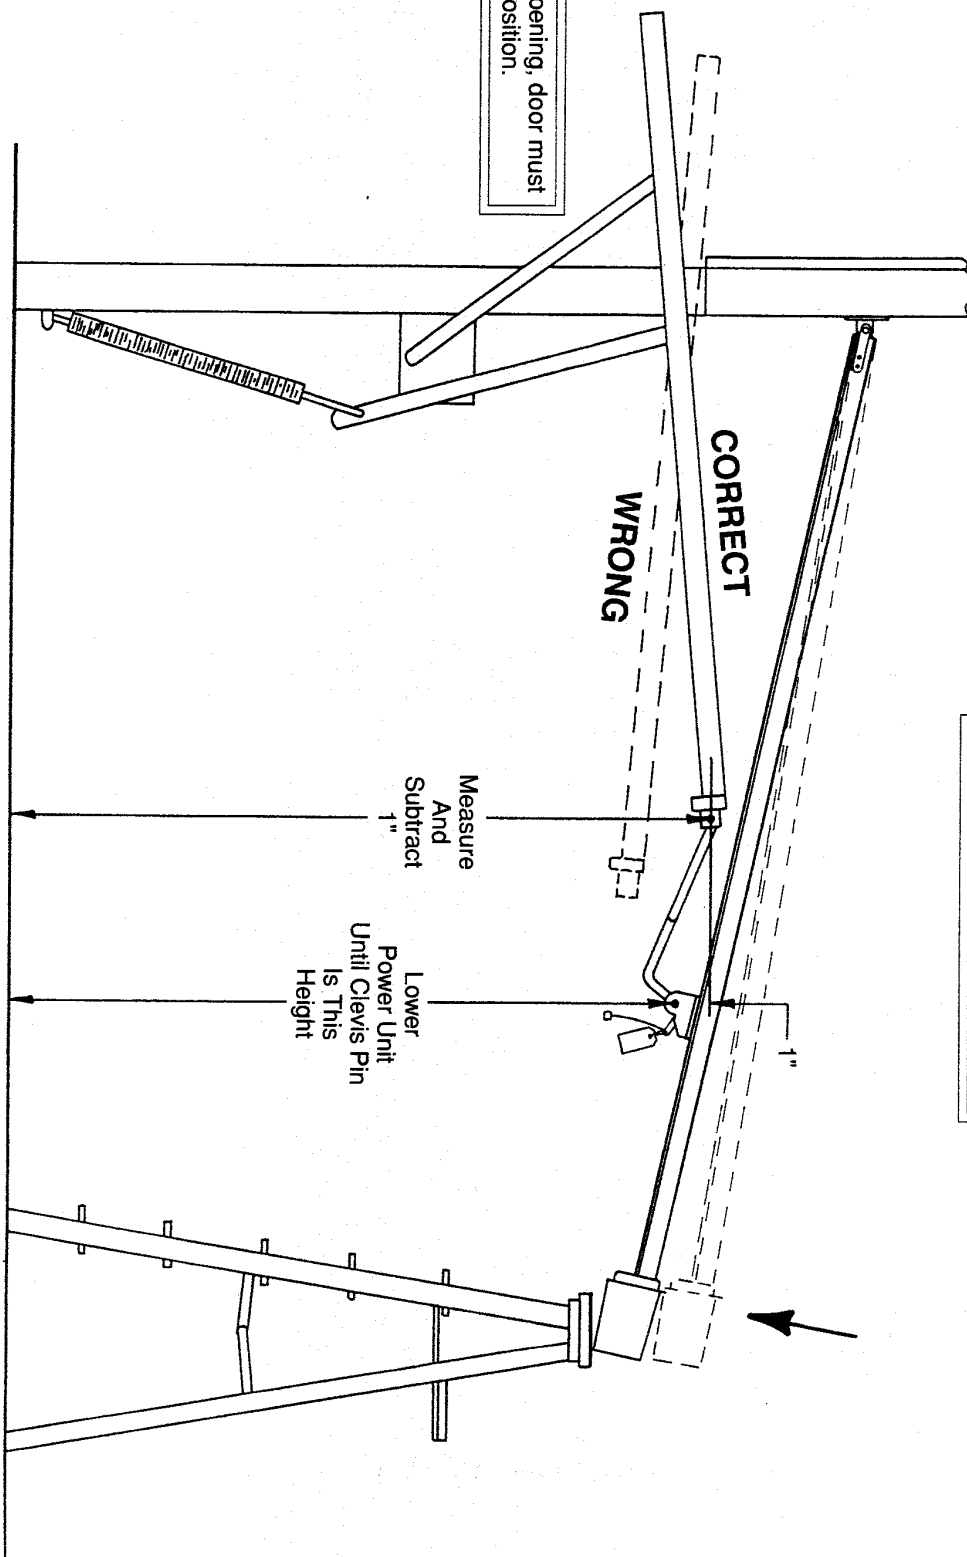 pening, door must
osition.
CORRECT
WRONG
Measure
And
Subtract
1"
Lower
Power Unit
Until Clevis Pin
Is This
Height
1"